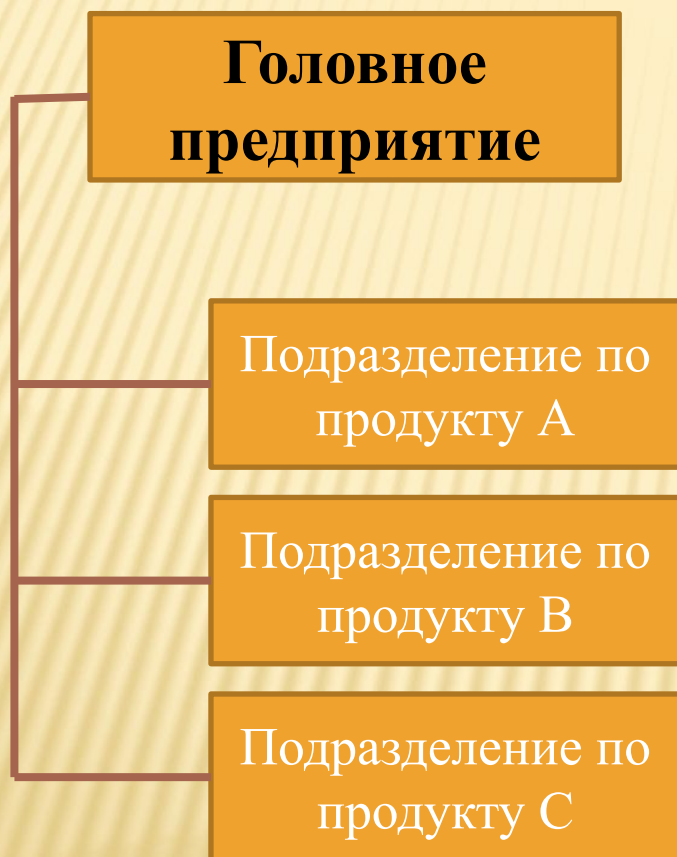 Головное
предприятие
Подразделение по
продукту А
Подразделение по
продукту В
Подразделение по
продукту С